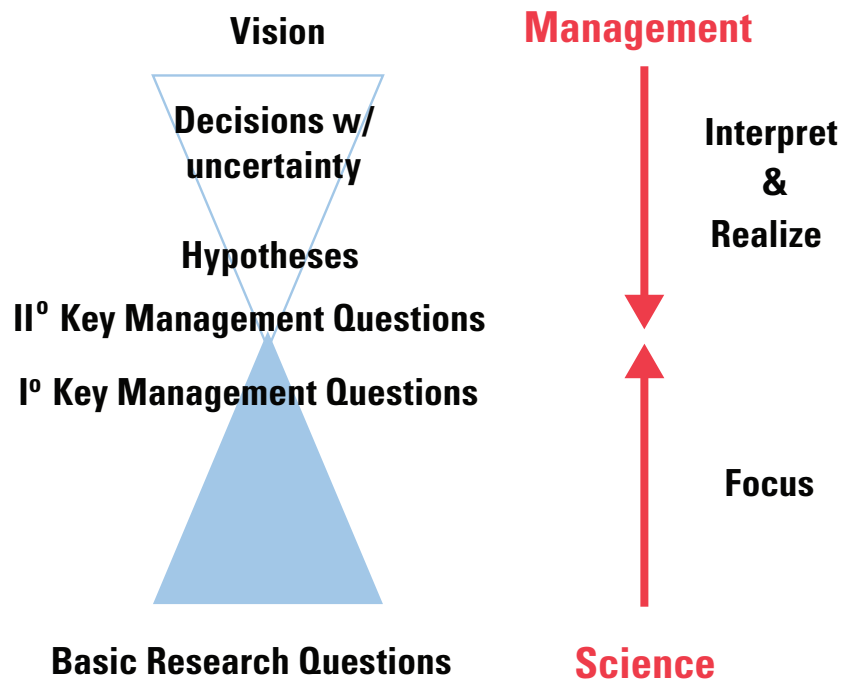 Vision
Management
Decisions w/
uncertainty
Interpret
&
Realize
Hypotheses
IIº Key Management Questions
Iº Key Management Questions
Focus
Basic Research Questions
Science